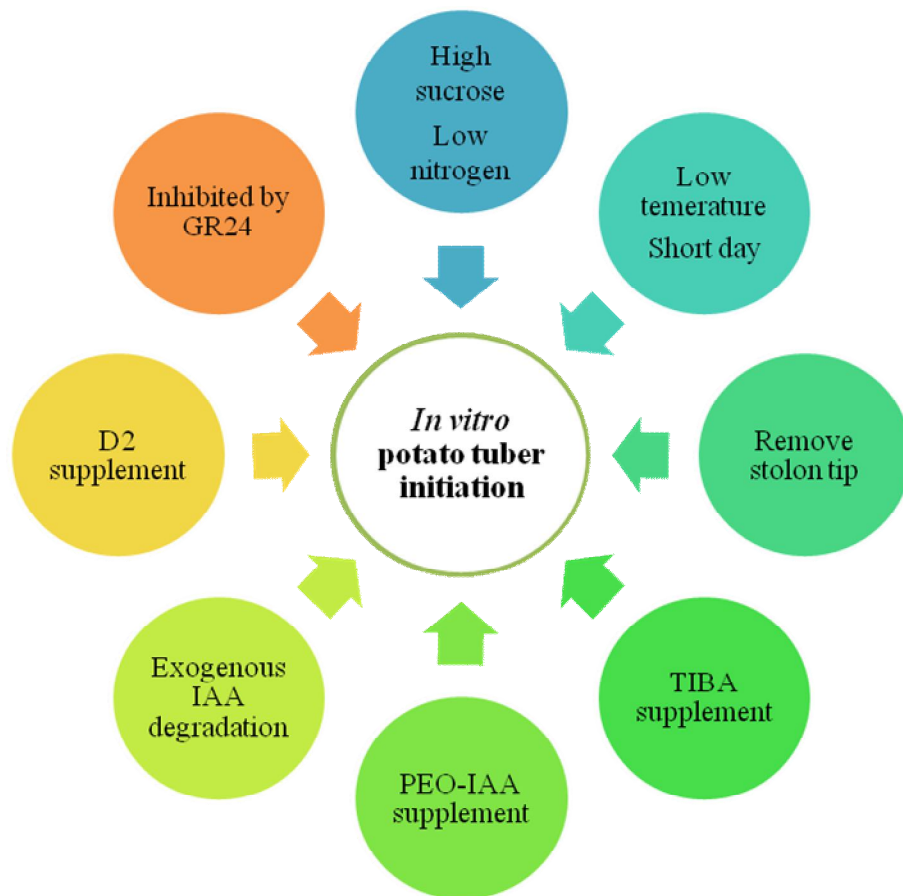 High
sucrose
Low
nitrogen
Low
temerature
Short day
Remove
stolon tip
TIBA
supplement
PEO-IAA
supplement
Exogenous
IAA
degradation
D2
supplement
Inhibited by
GR24
In vitro
potato tuber
initiation